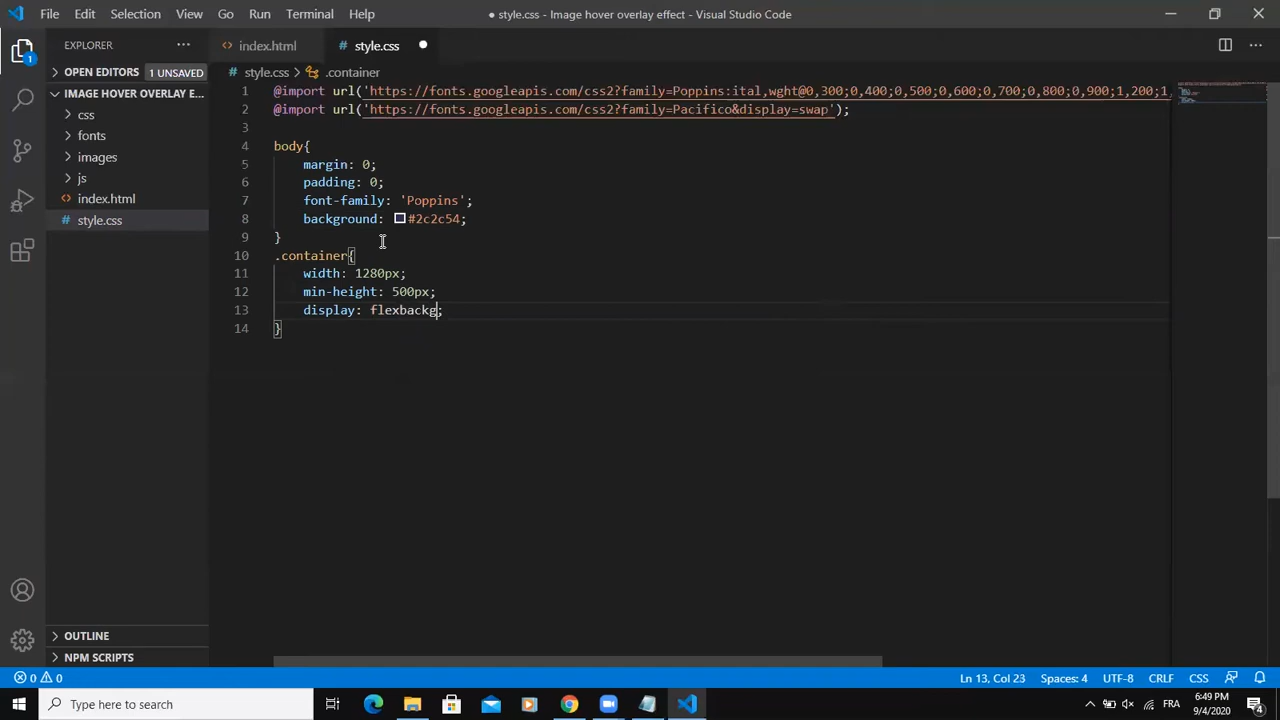 File Edit Selection View Go Run Terminal Help
● style.css - Image hover overlay effect - Visual Studio Code
EXPLORER
index.html
style.css
OPEN EDITORS 1 UNSAVED
style.css > .container
IMAGE HOVER OVERLAY E...
css
fonts
images
js
index.html
style.css
1 @import url('https://fonts.googleapis.com/css2?family=Poppins:ital,wght@0,300;0,400;0,500;0,600;0,700;0,800;0,900;1,200;1,
2 @import url('https://fonts.googleapis.com/css2?family=Pacifico&display=swap');
3
4 body{
5 margin: 0;
6 padding: 0;
7 font-family: 'Poppins';
8 background: #2c2c54;
9 }
10 .container{
11 width: 1280px;
12 min-height: 500px;
13 display: flexbackg;
14 }
OUTLINE
NPM SCRIPTS
0 0
Ln 13, Col 23 Spaces: 4 UTF-8 CRLF CSS
Type here to search
FRA
6:49 PM
9/4/2020
1
4